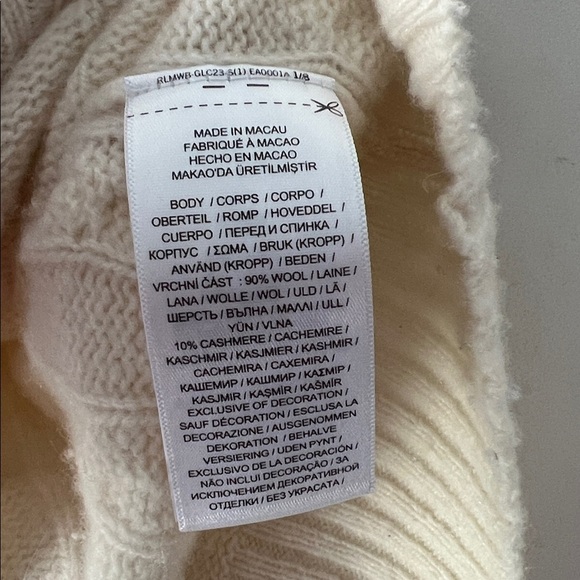 RLMWB-GLC23-5(1) EA0001A 1/8
MADE IN MACAU
FABRIQUÉ À MACAO
HECHO EN MACAO
MAKAO'DA ÜRETİLMİŞTİR
BODY / CORPS / CORPO /
OBERTEIL / ROMP / HOVEDDEL /
CUERPO / ПЕРЕД И СПИНКА /
КОРПУС / ΣΩΜΑ / BRUK (KROPP) /
ANVÄND (KROPP) / BEDEN /
VRCHNÍ ČÁST : 90% WOOL / LAINE /
LANA / WOLLE / WOL / ULD / LÃ /
ШЕРСТЬ / ВЪЛНА / ΜΑΛΛΙ / ULL /
YÜN / VLNA
10% CASHMERE / CACHEMIRE /
KASCHMIR / KASJMIER / KASHMIR /
CACHEMIRA / CAXEMIRA /
КАШЕМИР / КАШМИР / ΚΑΣΜΙΡ /
KASJMIR / KAŞMİR / KAŠMÍR
EXCLUSIVE OF DECORATION /
SAUF DÉCORATION / ESCLUSA LA
DECORAZIONE / AUSGENOMMEN
DEKORATION / BEHALVE
VERSIERING / UDEN PYNT /
EXCLUSIVO DE LA DECORACIÓN /
NÃO INCLUI DECORAÇÃO / ЗА
ИСКЛЮЧЕНИЕМ ДЕКОРАТИВНОЙ
ОТДЕЛКИ / БЕЗ УКРАСАТА /